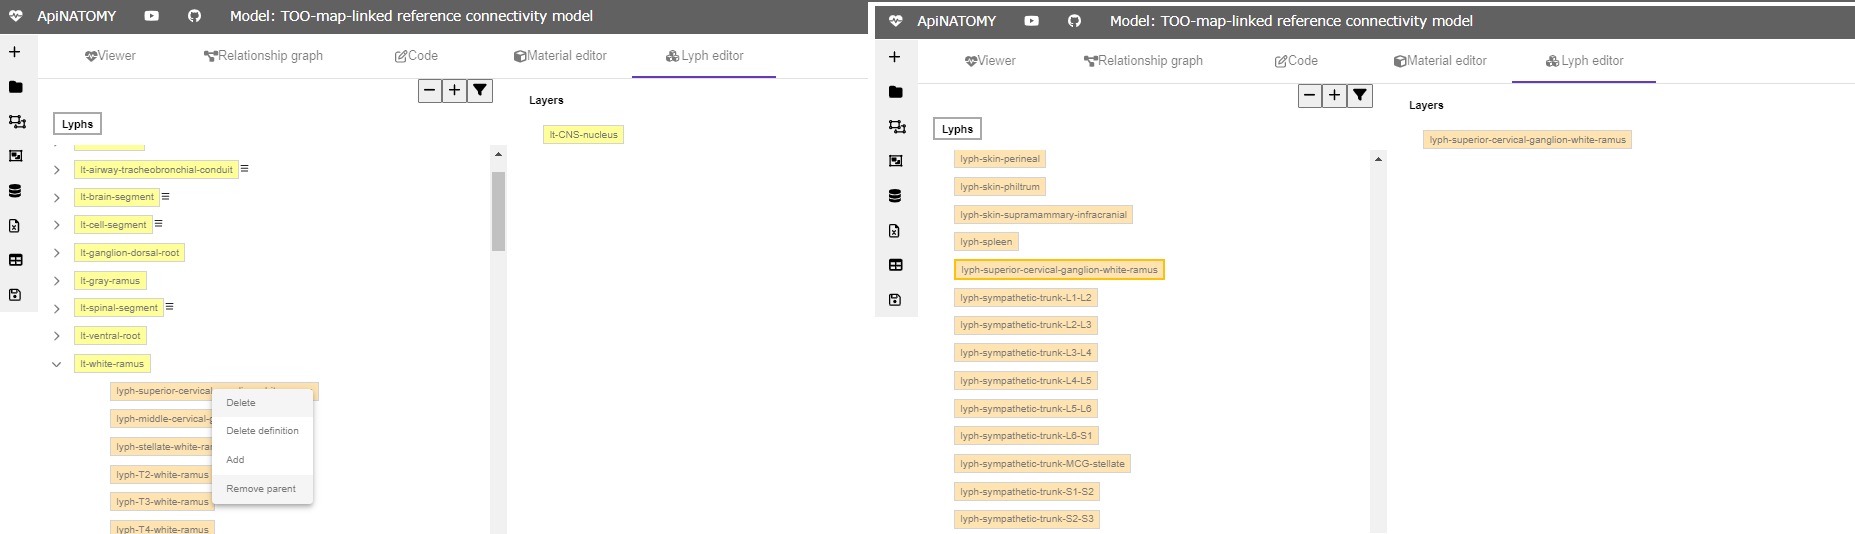 ApiNATOMY Model: TOO-map-linked reference connectivity model
Viewer Relationship graph Code Material editor Lyph editor
Layers
Lyphs
lt-CNS-nucleus
lt-airway-tracheobronchial-conduit
lt-brain-segment
lt-cell-segment
lt-ganglion-dorsal-root
lt-gray-ramus
lt-spinal-segment
lt-ventral-root
lt-white-ramus
lyph-superior-cervical
lyph-middle-cervical-g
lyph-stellate-white-ra
lyph-T2-white-ramus
lyph-T3-white-ramus
lyph-T4-white-ramus
Delete
Delete definition
Add
Remove parent
ApiNATOMY Model: TOO-map-linked reference connectivity model
Viewer Relationship graph Code Material editor Lyph editor
Layers
Lyphs
lyph-superior-cervical-ganglion-white-ramus
lyph-skin-perineal
lyph-skin-philtrum
lyph-skin-supramammary-infracranial
lyph-spleen
lyph-superior-cervical-ganglion-white-ramus
lyph-sympathetic-trunk-L1-L2
lyph-sympathetic-trunk-L2-L3
lyph-sympathetic-trunk-L3-L4
lyph-sympathetic-trunk-L4-L5
lyph-sympathetic-trunk-L5-L6
lyph-sympathetic-trunk-L6-S1
lyph-sympathetic-trunk-MCG-stellate
lyph-sympathetic-trunk-S1-S2
lyph-sympathetic-trunk-S2-S3